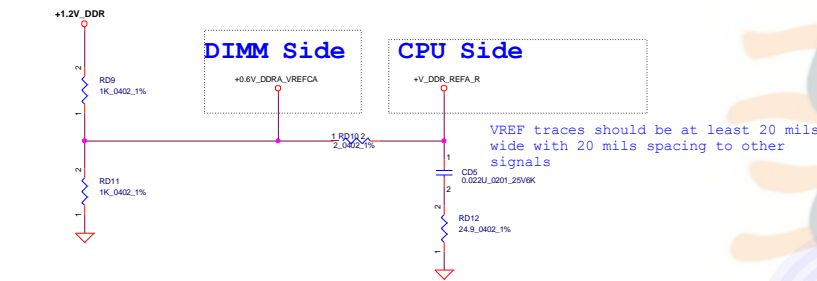 +1.2V_DDR
DIMM Side
CPU Side
+0.6V_DDRA_VREFCA
+V_DDR_REFA_R
2
RD9
1K_0402_1%
1
1 RD10 2
2_0402_1%
VREF traces should be at least 20 mils
wide with 20 mils spacing to other
signals
1
CD5
0.022U_0201_25V6K
2
2
RD11
1K_0402_1%
1
2
RD12
24.9_0402_1%
1